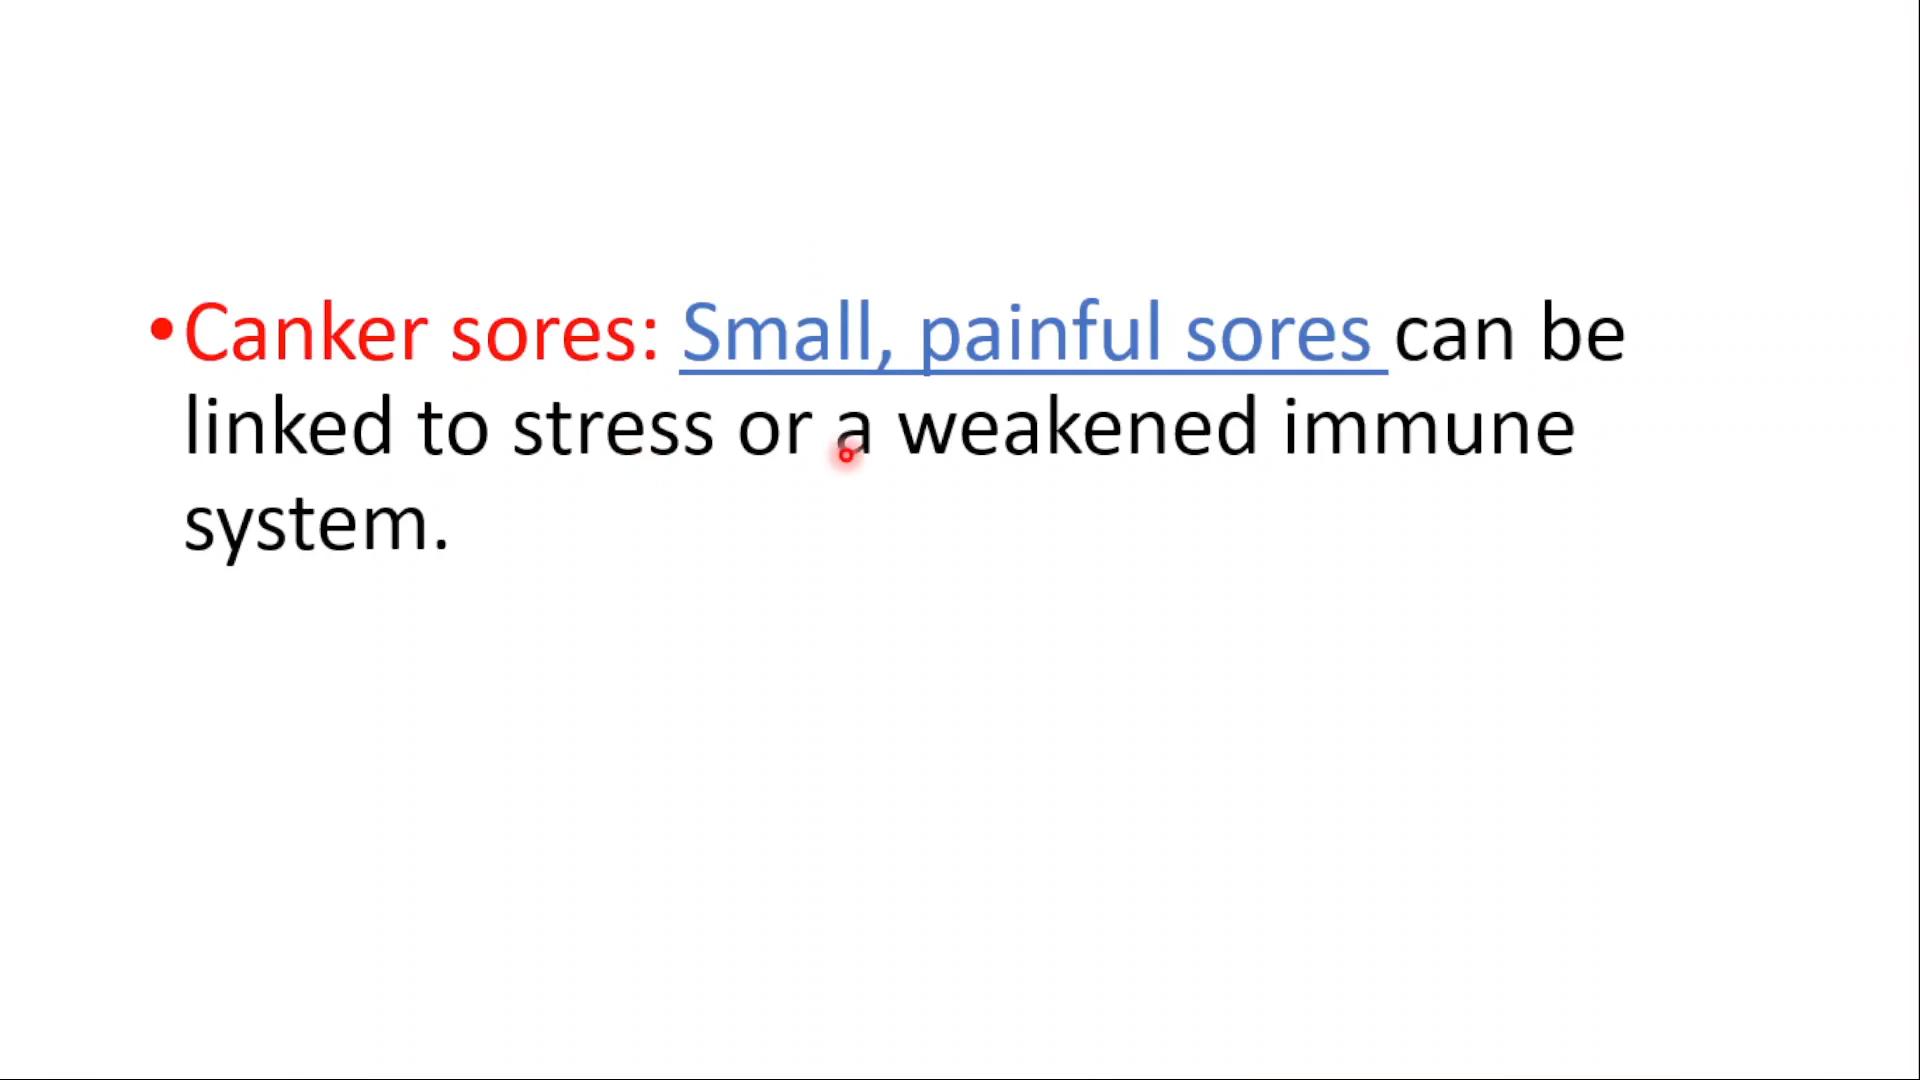 •Canker sores: Small, painful sores can be
linked to stress or a weakened immune
system.